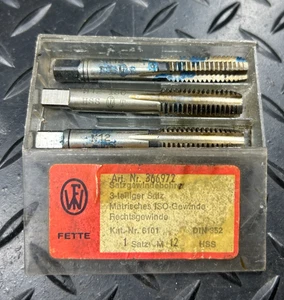 Art. Nr. 366972
Satzgewindebohrer
3-teiliger Satz
Metrisches ISO-Gewinde
Rechtsgewinde
FETTE
Kat.-Nr. 6101 DIN 352
1 Satz: M 12 HSS